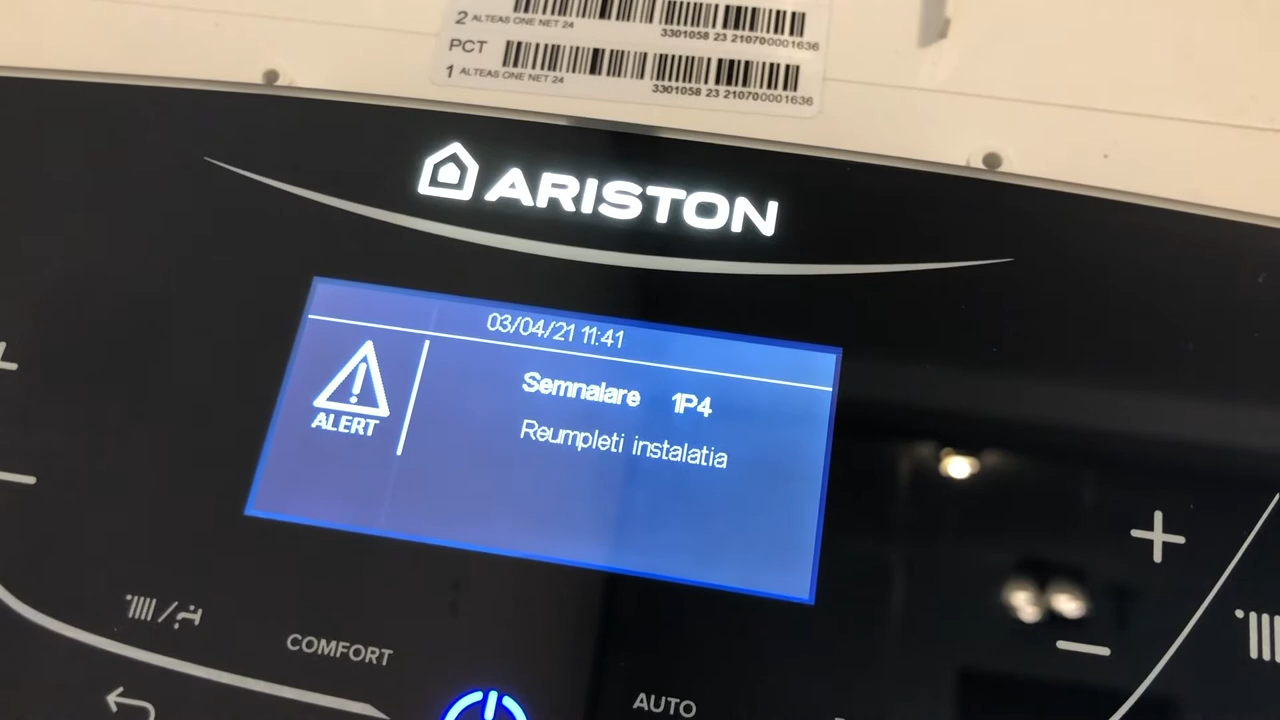 2 ALTEAS ONE NET 24
3301058 23 210700001636
PCT
1 ALTEAS ONE NET 24
3301058 23 210700001636
ARISTON
03/04/21 11:41
ALERT
Semnalare 1P4
Reumpleti instalatia
COMFORT
AUTO